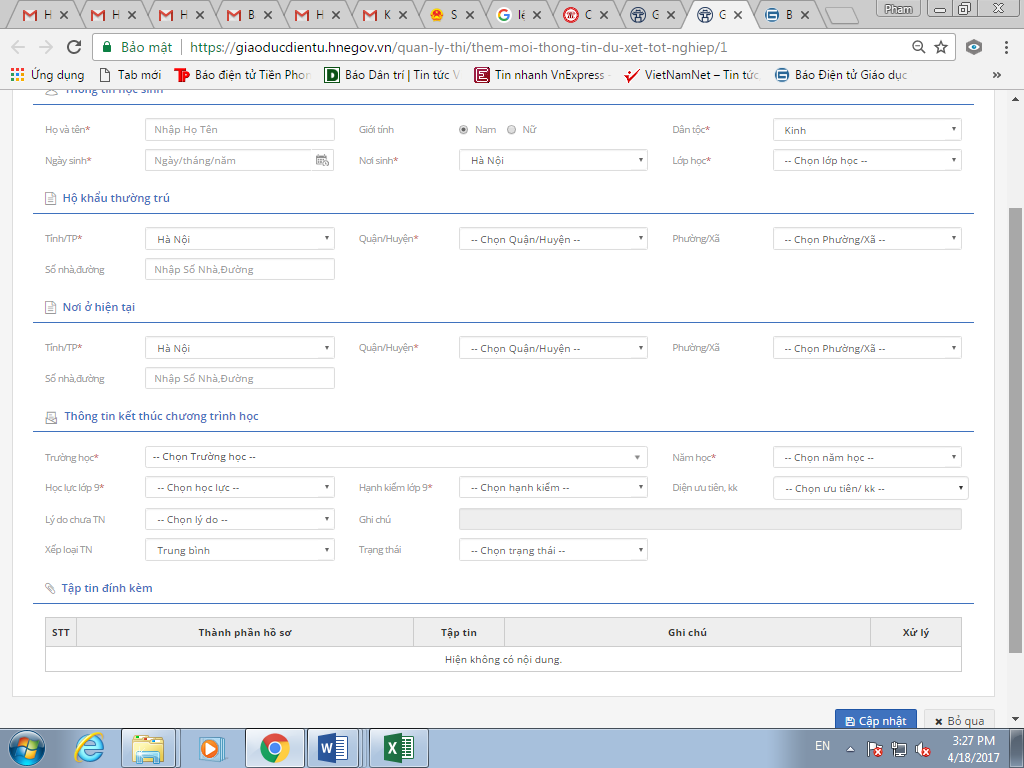 H
H
H
B
H
K
S
lé
C
G
G
B
Pham
Bảo mật https://giaoducdientu.hnegov.vn/quan-ly-thi/them-moi-thong-tin-du-xet-tot-nghiep/1
Ứng dụng Tab mới Báo điện tử Tiền Phon Báo Dân trí | Tin tức V Tin nhanh VnExpress VietNamNet – Tin tức Báo Điện tử Giáo dục »
Thông tin học sinh
Họ và tên* Nhập Họ Tên Giới tính Nam Nữ Dân tộc* Kinh
Ngày sinh* Ngày/tháng/năm Nơi sinh* Hà Nội Lớp học* -- Chọn lớp học --
Hộ khẩu thường trú
Tỉnh/TP* Hà Nội Quận/Huyện* -- Chọn Quận/Huyện -- Phường/Xã -- Chọn Phường/Xã --
Số nhà,đường Nhập Số Nhà,Đường
Nơi ở hiện tại
Tỉnh/TP* Hà Nội Quận/Huyện* -- Chọn Quận/Huyện -- Phường/Xã -- Chọn Phường/Xã --
Số nhà,đường Nhập Số Nhà,Đường
Thông tin kết thúc chương trình học
Trường học* -- Chọn Trường học -- Năm học* -- Chọn năm học --
Học lực lớp 9* -- Chọn học lực -- Hạnh kiểm lớp 9* -- Chọn hạnh kiểm -- Diện ưu tiên, kk -- Chọn ưu tiên/ kk --
Lý do chưa TN -- Chọn lý do -- Ghi chú
Xếp loại TN Trung bình Trạng thái -- Chọn trạng thái --
Tập tin đính kèm
STT Thành phần hồ sơ Tập tin Ghi chú Xử lý
Hiện không có nội dung.
Cập nhật Bỏ qua
EN 3:27 PM
4/18/2017